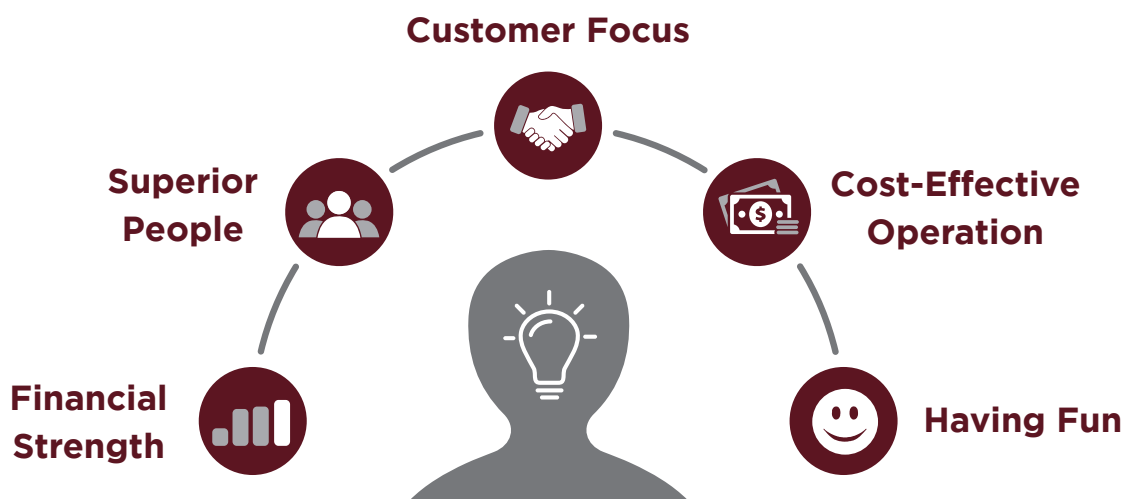 Customer Focus
Superior
People
Cost-Effective
Operation
Financial
Strength
Having Fun
$